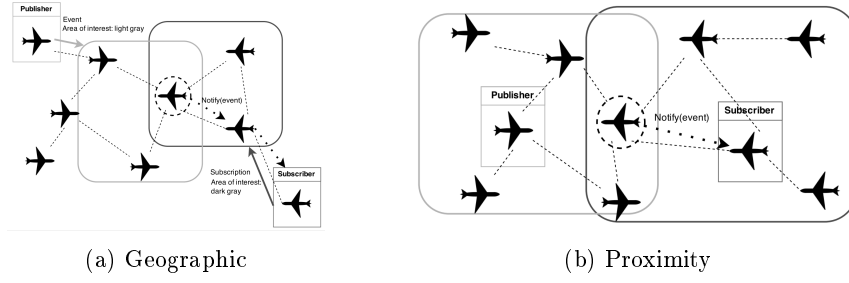 Publisher
Event
Area of interest: light gray
Notify(event)
Subscription
Area of interest:
dark gray
Subscriber
(a) Geographic
Publisher
Subscriber
Notify(event)
(b) Proximity